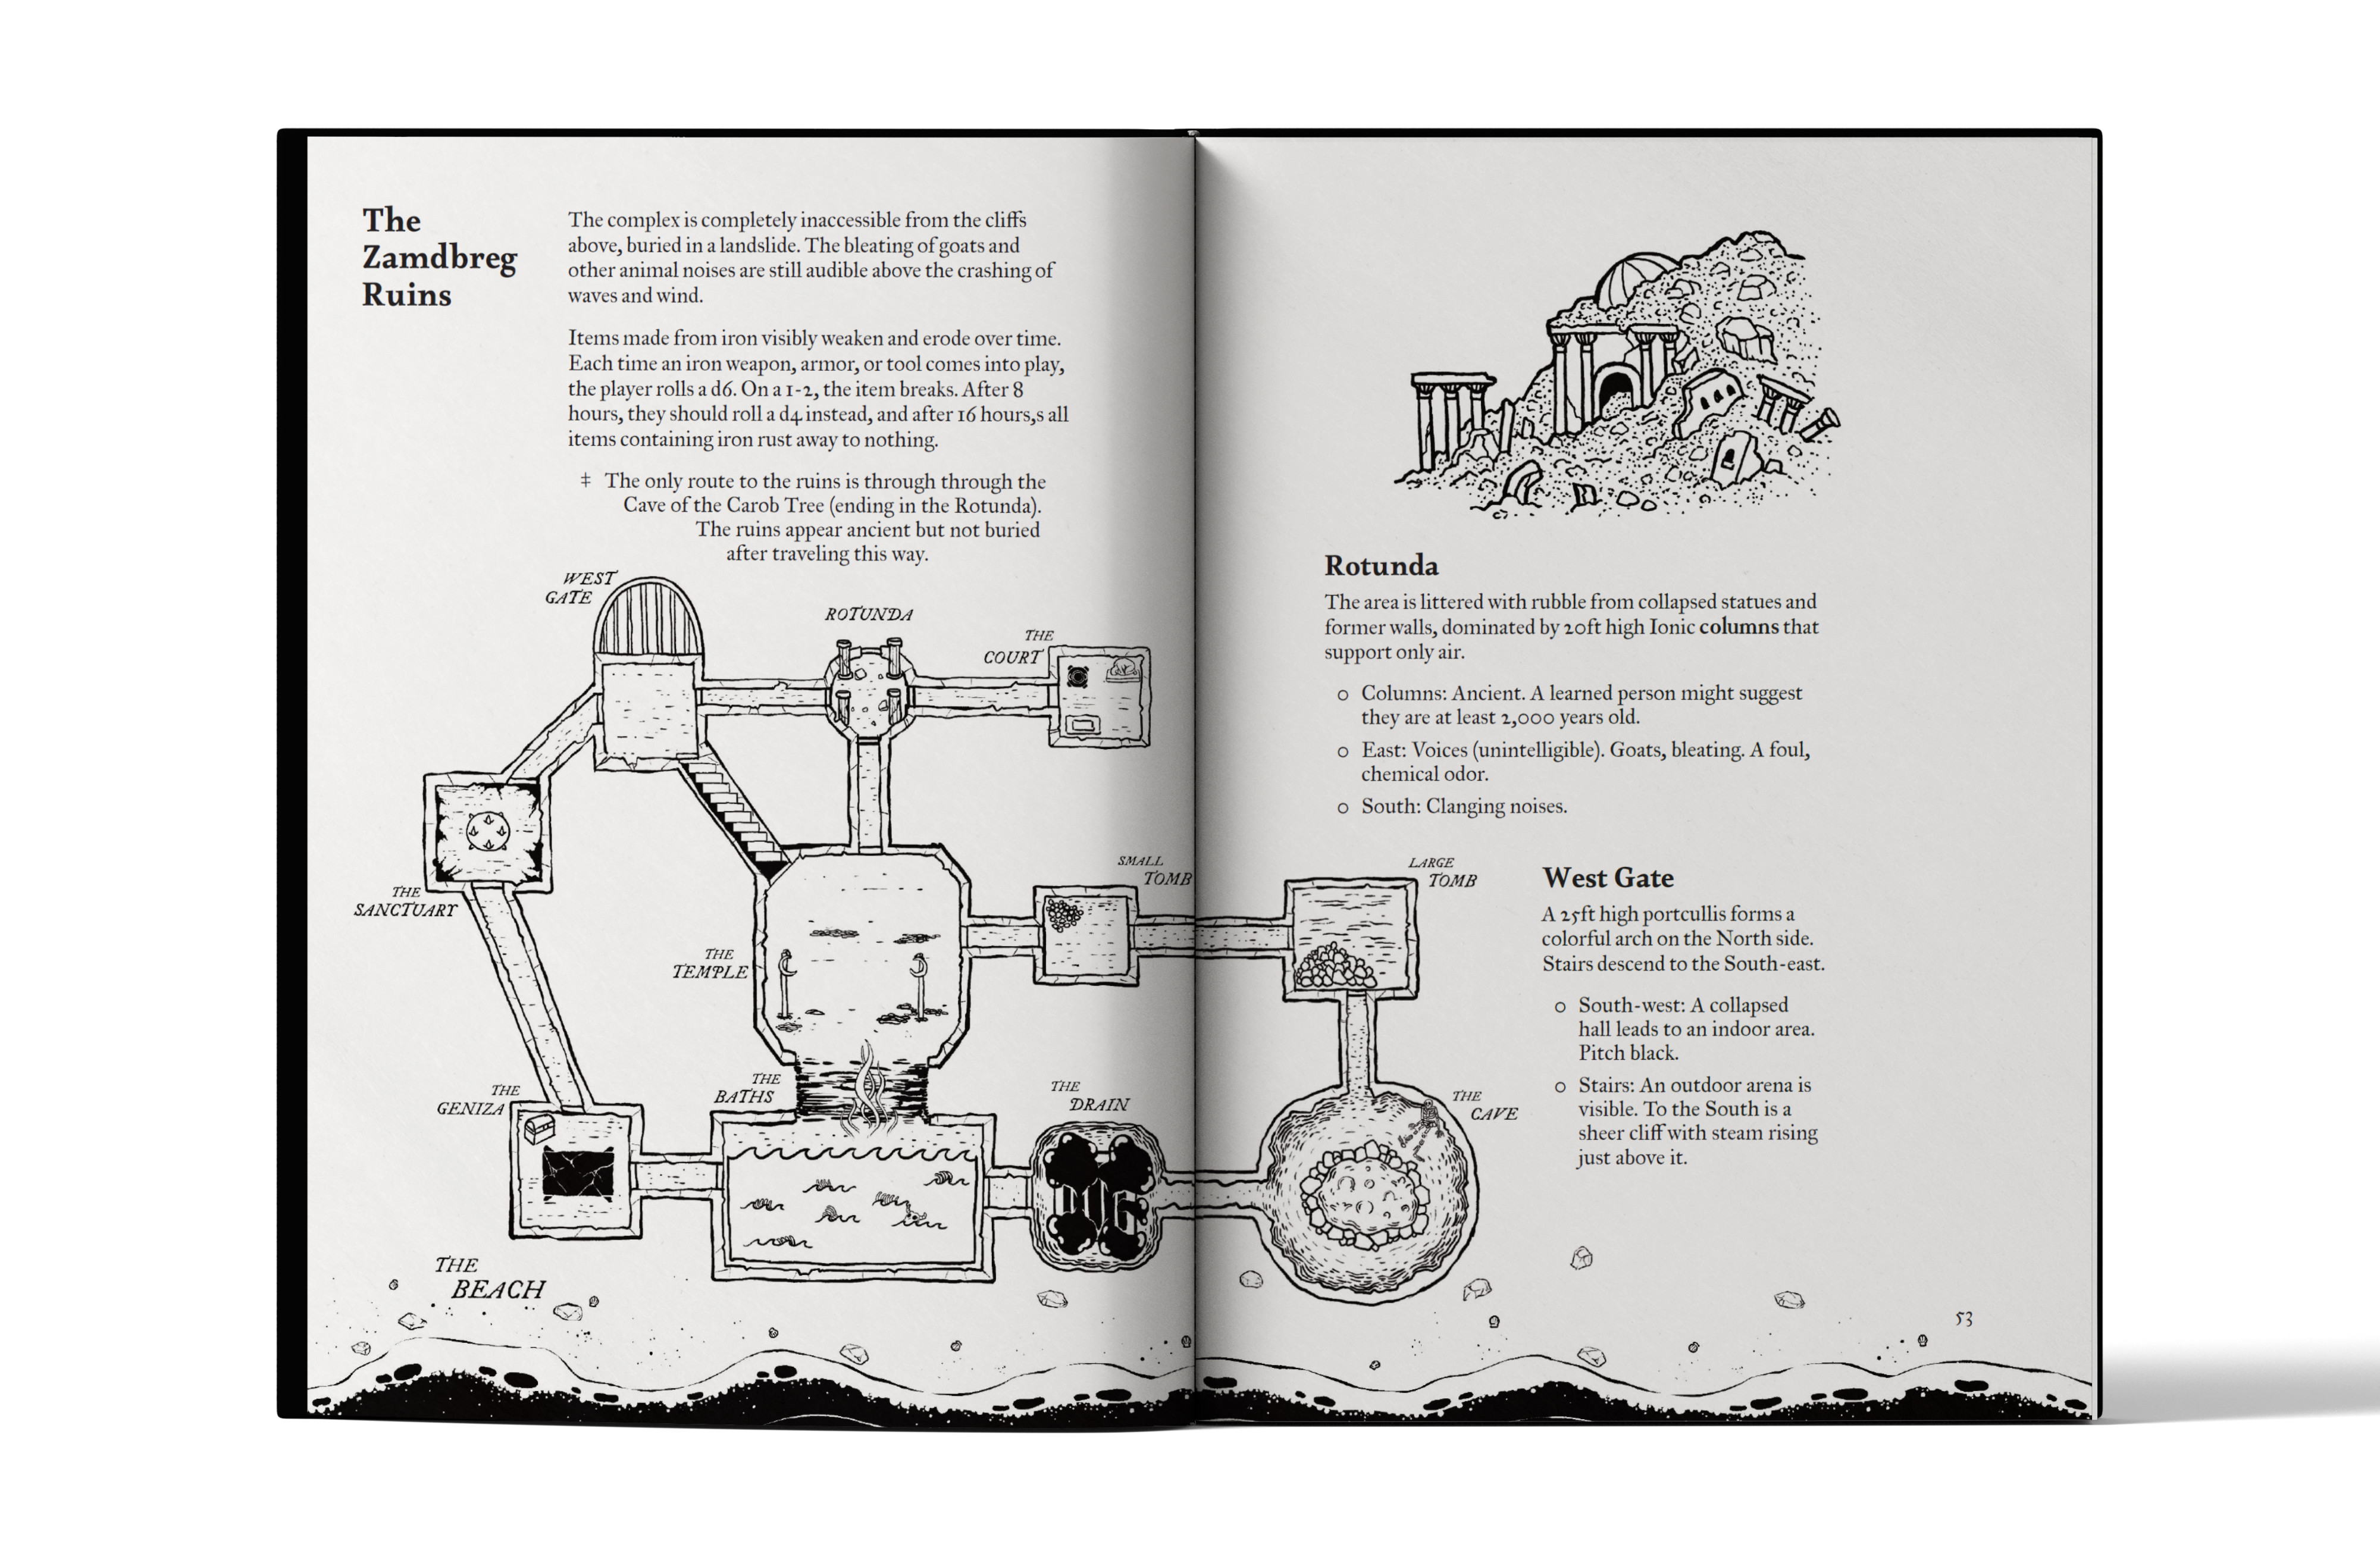 The
Zamdbreg
Ruins
The complex is completely inaccessible from the cliffs
above, buried in a landslide. The bleating of goats and
other animal noises are still audible above the crashing of
waves and wind.
Items made from iron visibly weaken and erode over time.
Each time an iron weapon, armor, or tool comes into play,
the player rolls a d6. On a 1-2, the item breaks. After 8
hours, they should roll a d4 instead, and after 16 hours,s all
items containing iron rust away to nothing.
‡ The only route to the ruins is through through the
Cave of the Carob Tree (ending in the Rotunda).
The ruins appear ancient but not buried
after traveling this way.
WEST
GATE
ROTUNDA
THE
COURT
THE
SANCTUARY
THE
TEMPLE
SMALL
TOMB
THE
GENIZA
THE
BATHS
THE
DRAIN
THE
BEACH
Rotunda
The area is littered with rubble from collapsed statues and
former walls, dominated by 20ft high Ionic columns that
support only air.
○ Columns: Ancient. A learned person might suggest
they are at least 2,000 years old.
○ East: Voices (unintelligible). Goats, bleating. A foul,
chemical odor.
○ South: Clanging noises.
LARGE
TOMB
THE
CAVE
West Gate
A 25ft high portcullis forms a
colorful arch on the North side.
Stairs descend to the South-east.
○ South-west: A collapsed
hall leads to an indoor area.
Pitch black.
○ Stairs: An outdoor arena is
visible. To the South is a
sheer cliff with steam rising
just above it.
53